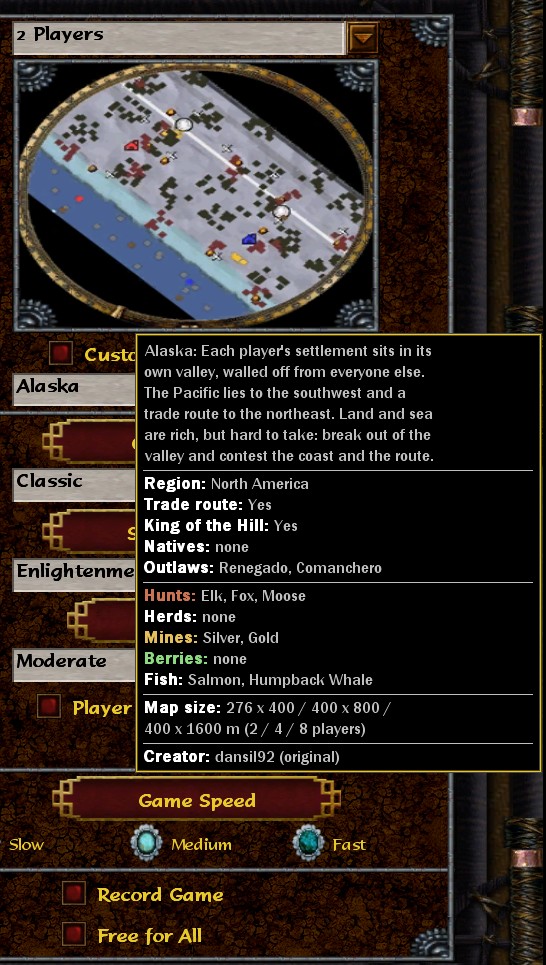 2 Players
Custo
Alaska
Classic
S
Enlightenme
Moderate
Player
Alaska: Each player's settlement sits in its
own valley, walled off from everyone else.
The Pacific lies to the southwest and a
trade route to the northeast. Land and sea
are rich, but hard to take: break out of the
valley and contest the coast and the route.
Region: North America
Trade route: Yes
King of the Hill: Yes
Natives: none
Outlaws: Renegado, Comanchero
Hunts: Elk, Fox, Moose
Herds: none
Mines: Silver, Gold
Berries: none
Fish: Salmon, Humpback Whale
Map size: 276 x 400 / 400 x 800 /
400 x 1600 m (2 / 4 / 8 players)
Creator: dansil92 (original)
Game Speed
Slow Medium Fast
Record Game
Free for All